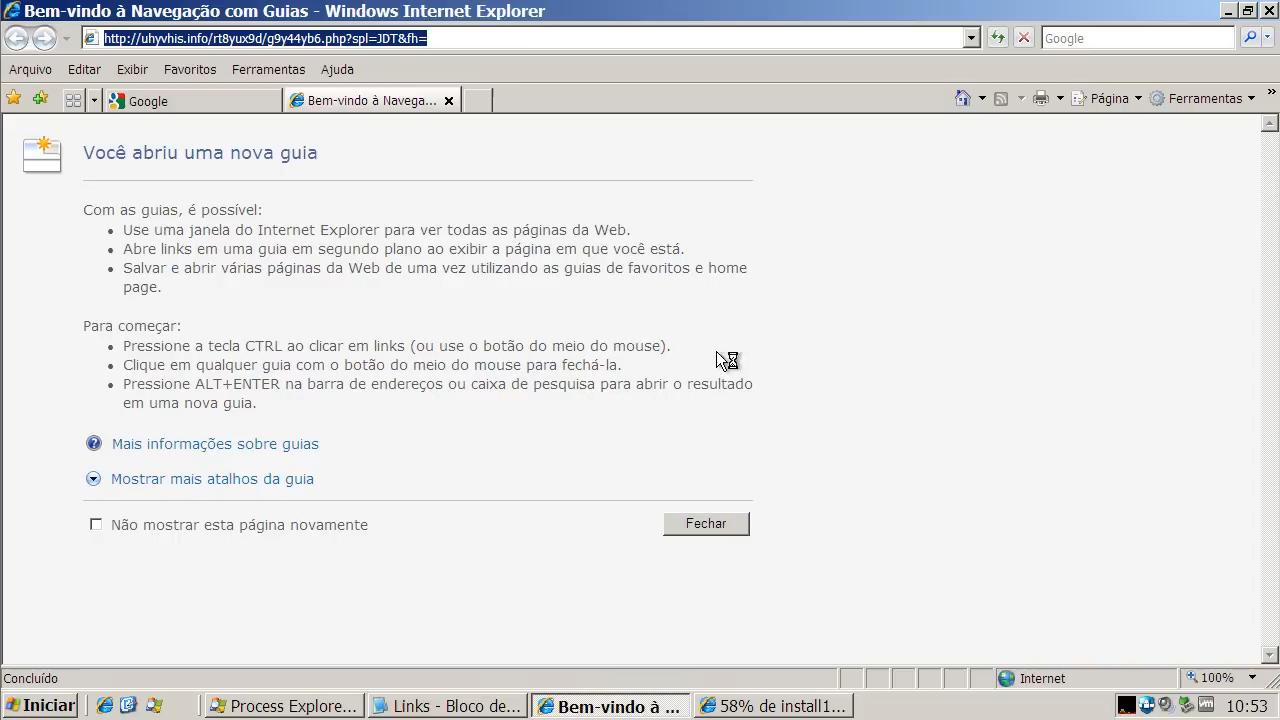 Bem-vindo à Navegação com Guias - Windows Internet Explorer
http://uhyvhis.info/rt8yux9d/g9y44yb6.php?spl=JDT&fh=
Google
Arquivo Editar Exibir Favoritos Ferramentas Ajuda
Google Bem-vindo à Navega... Página Ferramentas »
Você abriu uma nova guia
Com as guias, é possível:
• Use uma janela do Internet Explorer para ver todas as páginas da Web.
• Abre links em uma guia em segundo plano ao exibir a página em que você está.
• Salvar e abrir várias páginas da Web de uma vez utilizando as guias de favoritos e home
page.
Para começar:
• Pressione a tecla CTRL ao clicar em links (ou use o botão do meio do mouse).
• Clique em qualquer guia com o botão do meio do mouse para fechá-la.
• Pressione ALT+ENTER na barra de endereços ou caixa de pesquisa para abrir o resultado
em uma nova guia.
Mais informações sobre guias
Mostrar mais atalhos da guia
Não mostrar esta página novamente Fechar
Concluído Internet 100%
Iniciar Process Explore... Links - Bloco de... Bem-vindo à ... 58% de install1... 10:53